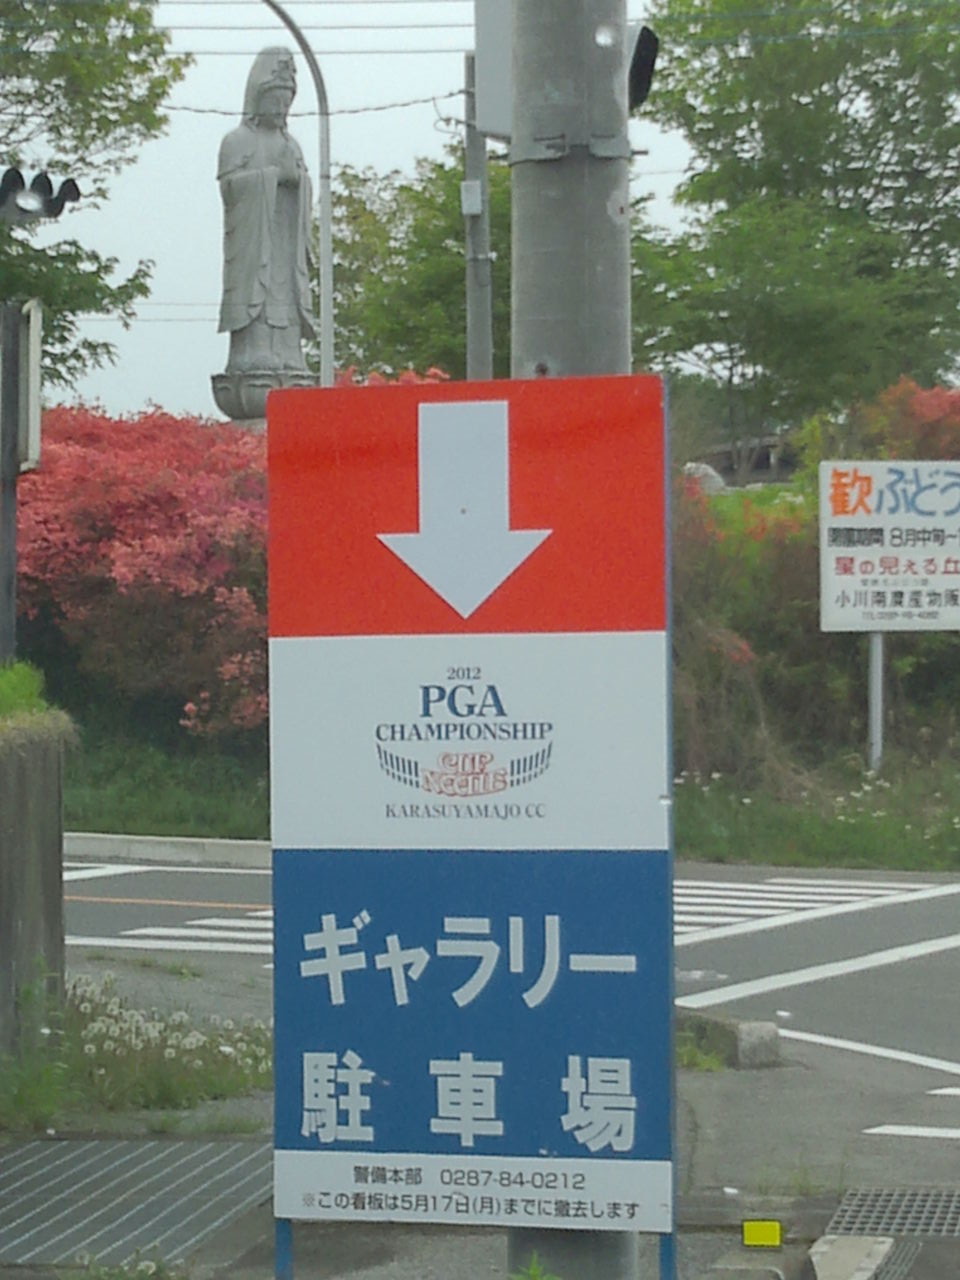 2012
PGA
CHAMPIONSHIP
CUP
NOODLE
KARASUYAMAJO CC
ギャラリー
駐車場
警備本部 0287-84-0212
※この看板は5月17日(月)までに撤去します
歓ぶどう
開園期間 8月中旬~
星の見える丘
小川南農産物販